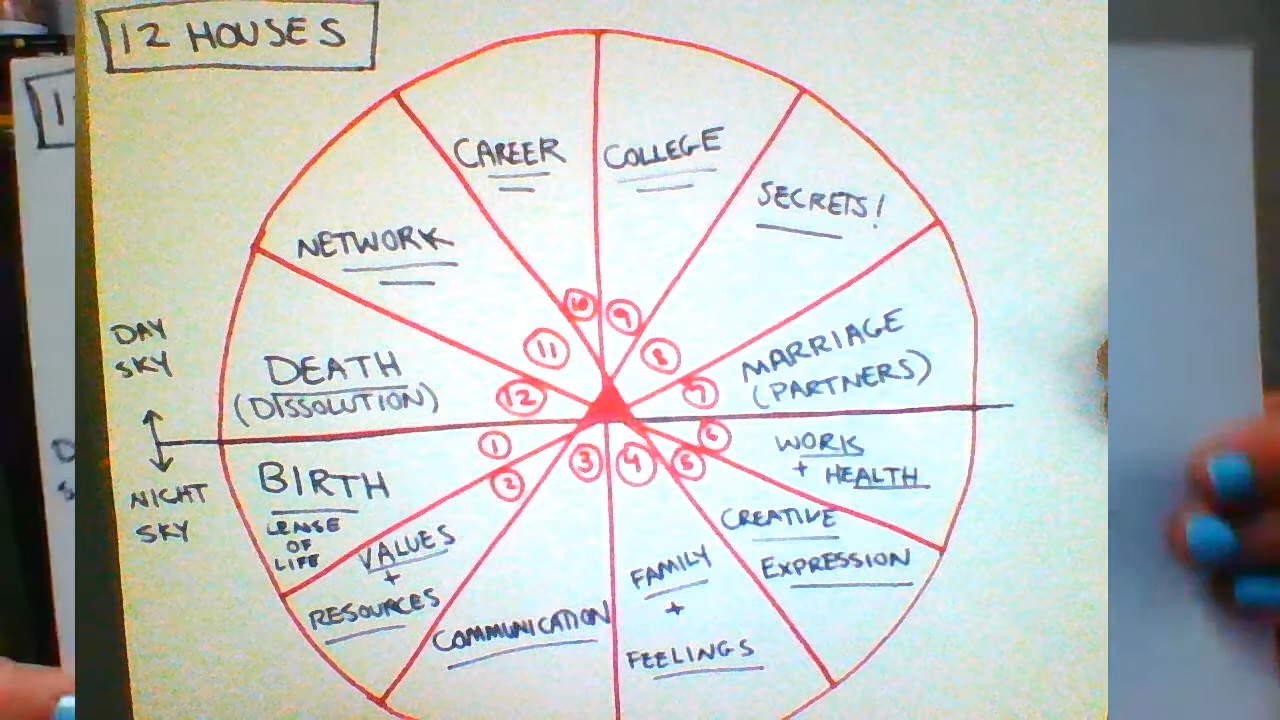 12 HOUSES
CAREER
COLLEGE
SECRETS!
NETWORK
DAY
SKY
DEATH
(DISSOLUTION)
MARRIAGE
(PARTNERS)
10
9
11
8
12
7
1
6
2
3
4
5
NIGHT
SKY
BIRTH
LENSE
OF
LIFE
VALUES
+
RESOURCES
COMMUNICATION
FAMILY
+
FEELINGS
CREATIVE
EXPRESSION
WORK
+ HEALTH
1
D
S